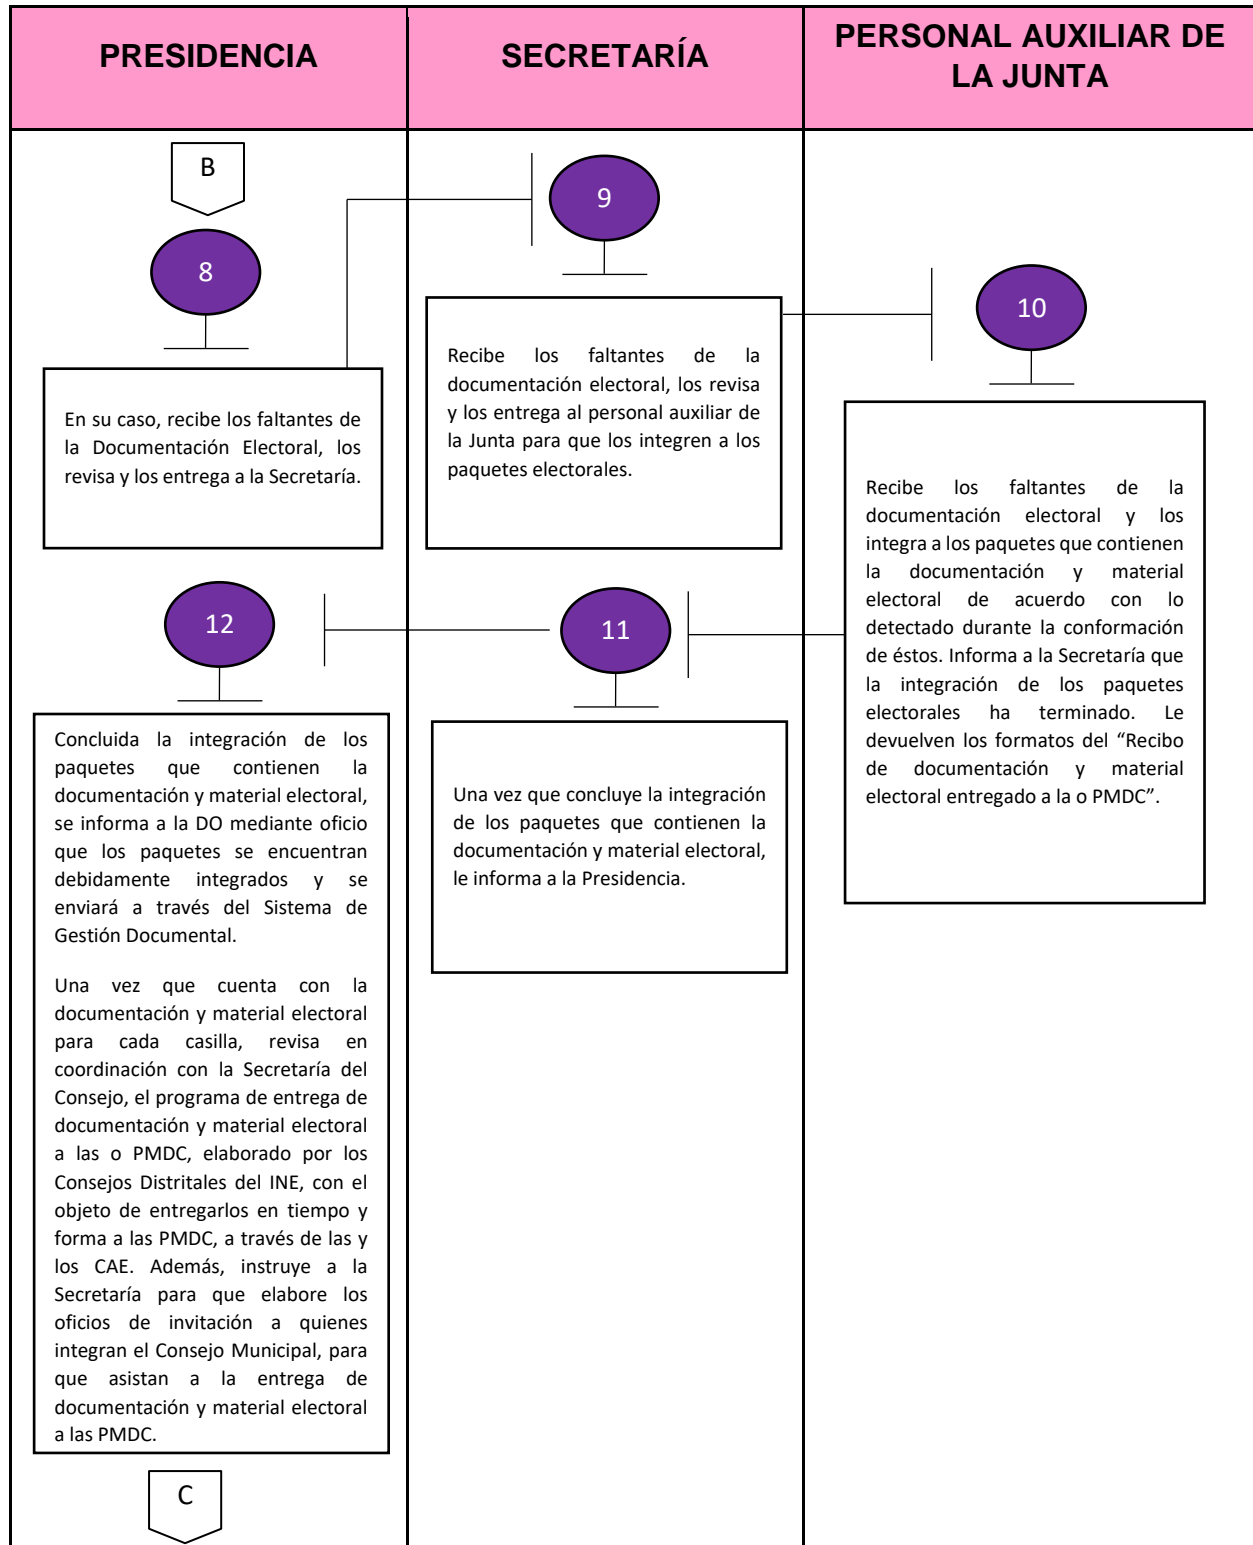 PRESIDENCIA
SECRETARÍA
PERSONAL AUXILIAR DE
LA JUNTA
B
8
En su caso, recibe los faltantes de
la Documentación Electoral, los
revisa y los entrega a la Secretaría.
9
Recibe los faltantes de la
documentación electoral, los revisa
y los entrega al personal auxiliar de
la Junta para que los integren a los
paquetes electorales.
10
Recibe los faltantes de la
documentación electoral y los
integra a los paquetes que contienen
la documentación y material
electoral de acuerdo con lo
detectado durante la conformación
de éstos. Informa a la Secretaría que
la integración de los paquetes
electorales ha terminado. Le
devuelven los formatos del “Recibo
de documentación y material
electoral entregado a la o PMDC”.
11
Una vez que concluye la integración
de los paquetes que contienen la
documentación y material electoral,
le informa a la Presidencia.
12
Concluida la integración de los
paquetes que contienen la
documentación y material electoral,
se informa a la DO mediante oficio
que los paquetes se encuentran
debidamente integrados y se
enviará a través del Sistema de
Gestión Documental.
Una vez que cuenta con la
documentación y material electoral
para cada casilla, revisa en
coordinación con la Secretaría del
Consejo, el programa de entrega de
documentación y material electoral
a las o PMDC, elaborado por los
Consejos Distritales del INE, con el
objeto de entregarlos en tiempo y
forma a las PMDC, a través de las y
los CAE. Además, instruye a la
Secretaría para que elabore los
oficios de invitación a quienes
integran el Consejo Municipal, para
que asistan a la entrega de
documentación y material electoral
a las PMDC.
C